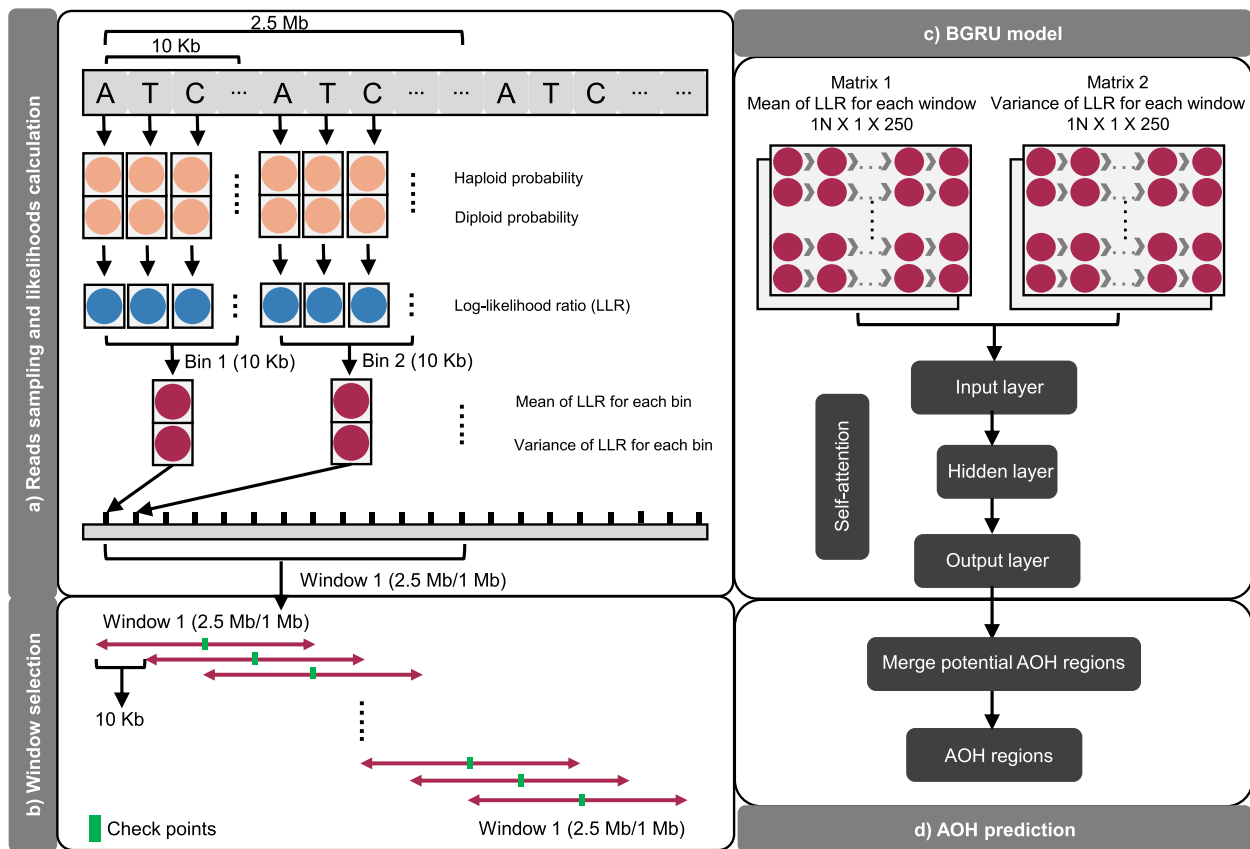 a) Reads sampling and likelihoods calculation
2.5 Mb
10 Kb
A T C ... A T C ... ... A T C ... ...
Haploid probability
Diploid probability
Log-likelihood ratio (LLR)
Bin 1 (10 Kb)
Bin 2 (10 Kb)
Mean of LLR for each bin
Variance of LLR for each bin
Window 1 (2.5 Mb/1 Mb)
b) Window selection
Window 1 (2.5 Mb/1 Mb)
10 Kb
Window 1 (2.5 Mb/1 Mb)
Check points
c) BGRU model
Matrix 1
Mean of LLR for each window
1N X 1 X 250
Matrix 2
Variance of LLR for each window
1N X 1 X 250
Self-attention
Input layer
Hidden layer
Output layer
Merge potential AOH regions
AOH regions
d) AOH prediction